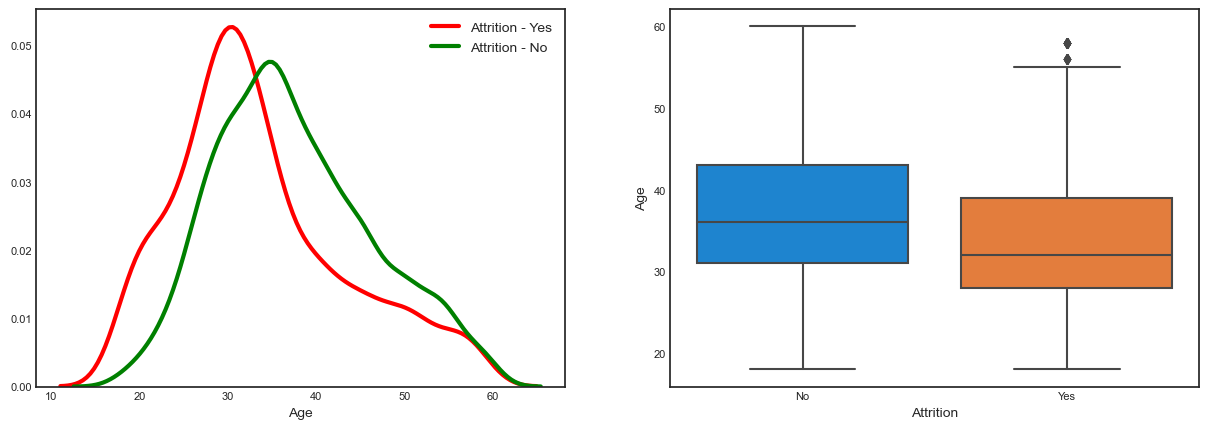 Attrition - Yes
Attrition - No
0.05
0.04
0.03
0.02
0.01
0.00
10 20 30 40 50 60
Age
60
50
40
30
20
Age
No Yes
Attrition